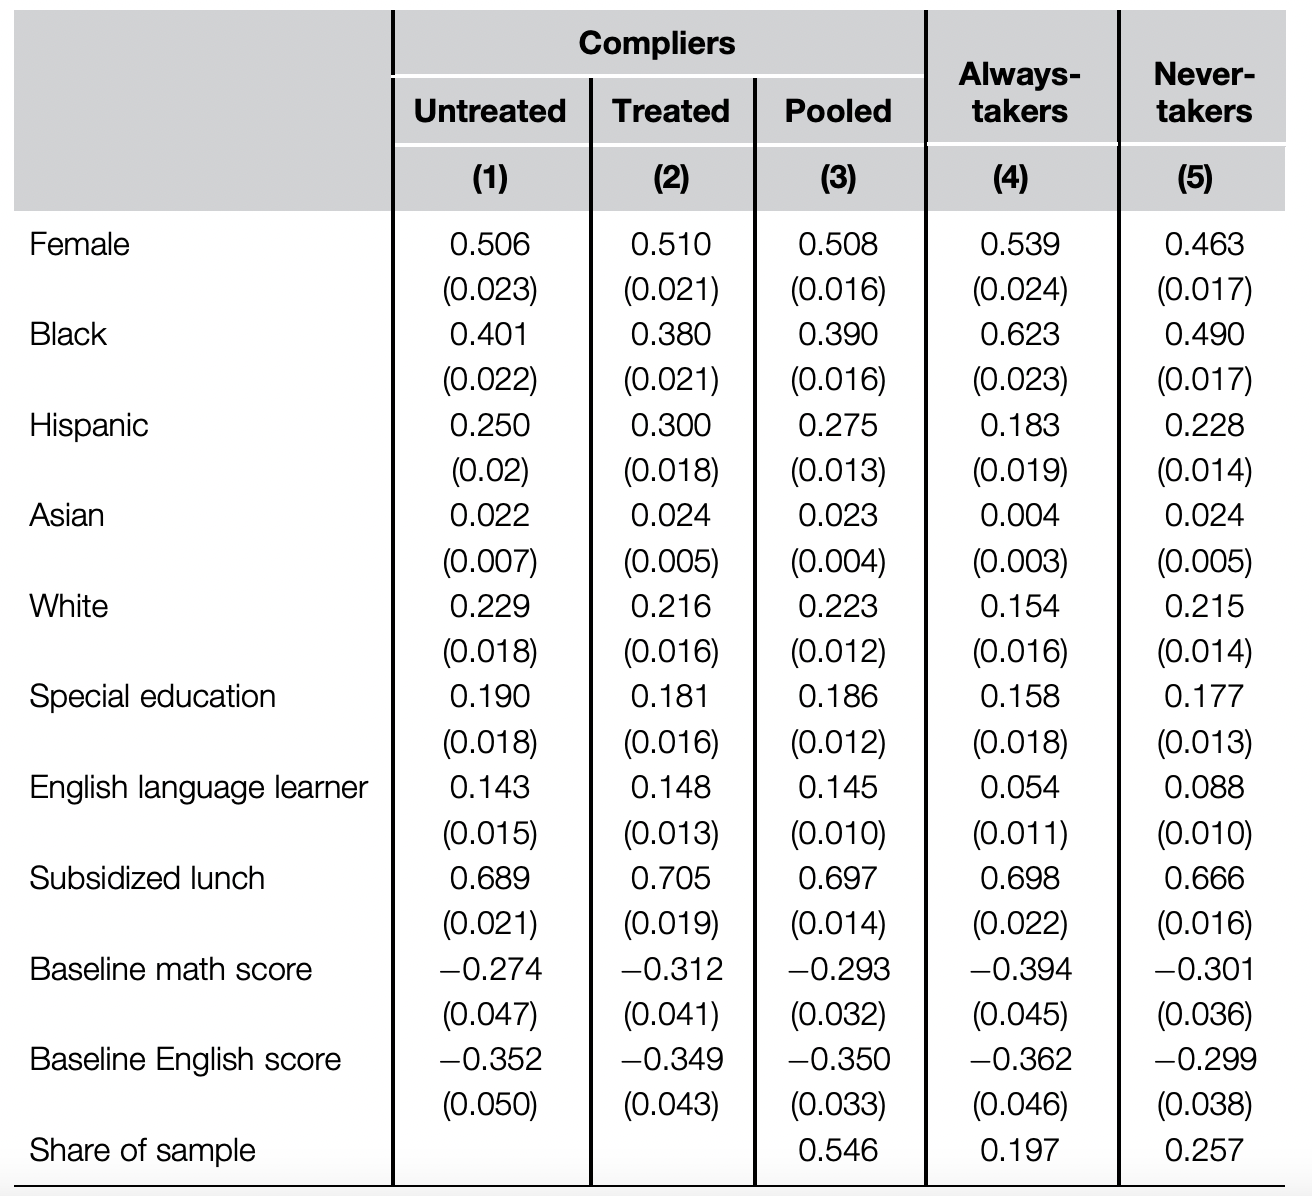 Compliers
Always-takers
Never-takers
Untreated Treated Pooled
(1) (2) (3) (4) (5)
Female 0.506 0.510 0.508 0.539 0.463
(0.023) (0.021) (0.016) (0.024) (0.017)
Black 0.401 0.380 0.390 0.623 0.490
(0.022) (0.021) (0.016) (0.023) (0.017)
Hispanic 0.250 0.300 0.275 0.183 0.228
(0.02) (0.018) (0.013) (0.019) (0.014)
Asian 0.022 0.024 0.023 0.004 0.024
(0.007) (0.005) (0.004) (0.003) (0.005)
White 0.229 0.216 0.223 0.154 0.215
(0.018) (0.016) (0.012) (0.016) (0.014)
Special education 0.190 0.181 0.186 0.158 0.177
(0.018) (0.016) (0.012) (0.018) (0.013)
English language learner 0.143 0.148 0.145 0.054 0.088
(0.015) (0.013) (0.010) (0.011) (0.010)
Subsidized lunch 0.689 0.705 0.697 0.698 0.666
(0.021) (0.019) (0.014) (0.022) (0.016)
Baseline math score −0.274 −0.312 −0.293 −0.394 −0.301
(0.047) (0.041) (0.032) (0.045) (0.036)
Baseline English score −0.352 −0.349 −0.350 −0.362 −0.299
(0.050) (0.043) (0.033) (0.046) (0.038)
Share of sample 0.546 0.197 0.257